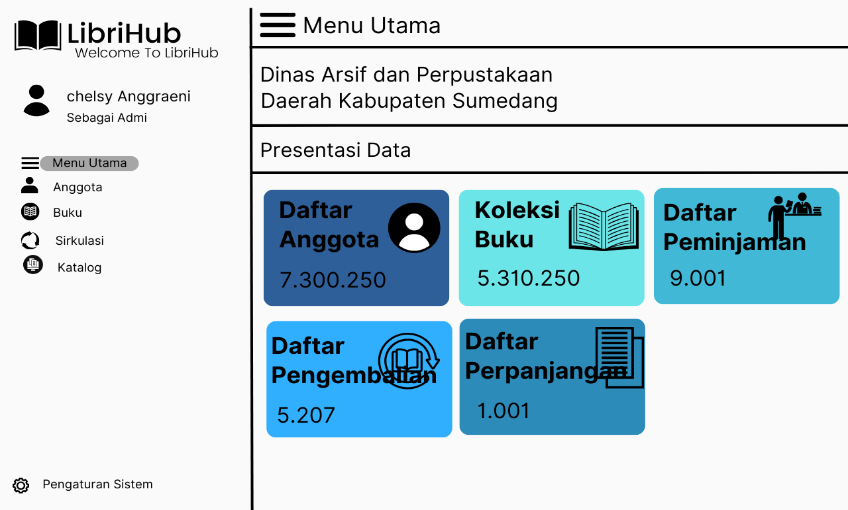 LibriHub
Welcome To LibriHub
chelsy Anggraeni
Sebagai Admi
Menu Utama
Anggota
Buku
Sirkulasi
Katalog
Pengaturan Sistem
Menu Utama
Dinas Arsif dan Perpustakaan
Daerah Kabupaten Sumedang
Presentasi Data
Daftar
Anggota
7.300.250
Koleksi
Buku
5.310.250
Daftar
Peminjaman
9.001
Daftar
Pengembalian
5.207
Daftar
Perpanjangan
1.001